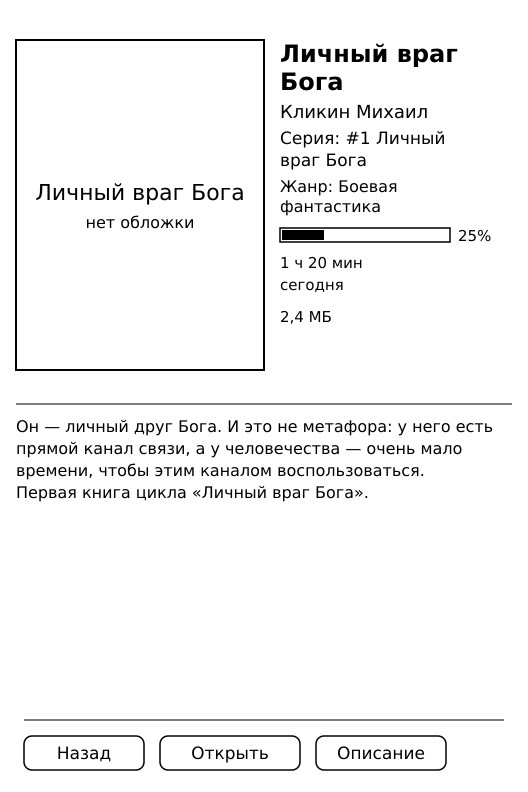 Личный враг Бога
нет обложки
Личный враг
Бога
Кликин Михаил
Серия: #1 Личный
враг Бога
Жанр: Боевая
фантастика
25%
1 ч 20 мин
сегодня
2,4 МБ
Он — личный друг Бога. И это не метафора: у него есть
прямой канал связи, а у человечества — очень мало
времени, чтобы этим каналом воспользоваться.
Первая книга цикла «Личный враг Бога».
Назад
Открыть
Описание